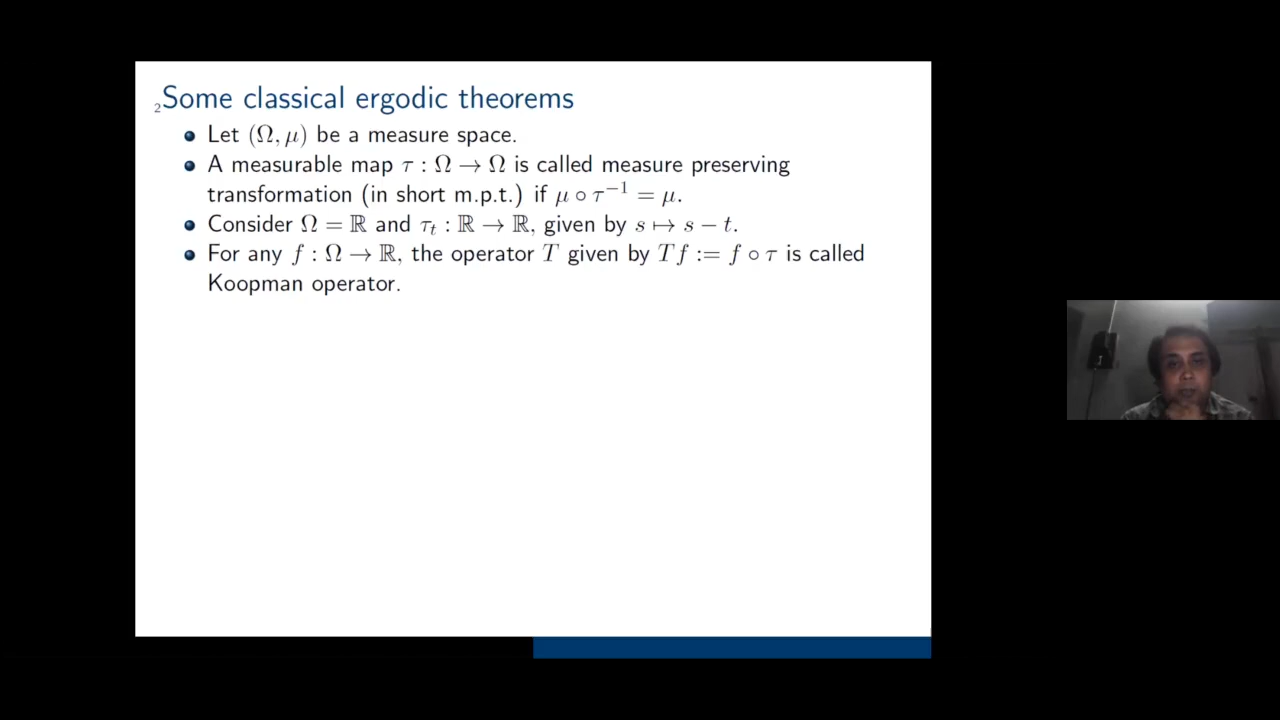 2 Some classical ergodic theorems
Let (Ω, μ) be a measure space.
A measurable map τ : Ω → Ω is called measure preserving
transformation (in short m.p.t.) if μ ∘ τ⁻¹ = μ.
Consider Ω = ℝ and τₜ : ℝ → ℝ, given by s ↦ s − t.
For any f : Ω → ℝ, the operator T given by Tf := f ∘ τ is called
Koopman operator.